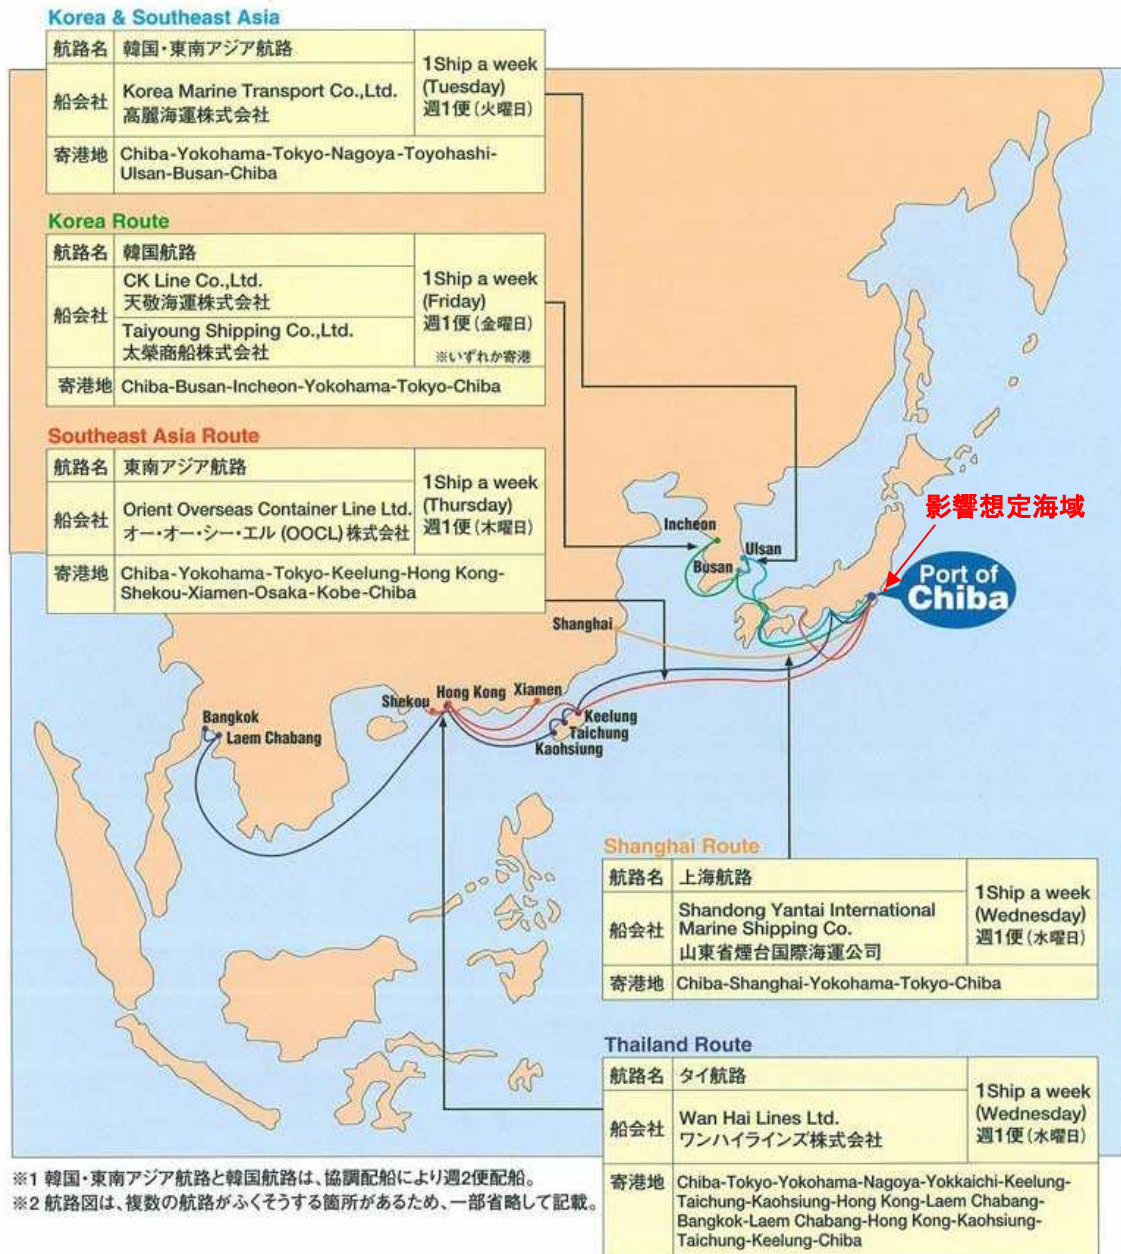 Korea & Southeast Asia
航路名 韓国・東南アジア航路
船会社 Korea Marine Transport Co.,Ltd.
高麗海運株式会社
1Ship a week
(Tuesday)
週1便(火曜日)
寄港地 Chiba-Yokohama-Tokyo-Nagoya-Toyohashi-
Ulsan-Busan-Chiba
Korea Route
航路名 韓国航路
船会社 CK Line Co.,Ltd.
天敬海運株式会社
Taiyoung Shipping Co.,Ltd.
太榮商船株式会社
1Ship a week
(Friday)
週1便(金曜日)
※いずれか寄港
寄港地 Chiba-Busan-Incheon-Yokohama-Tokyo-Chiba
Southeast Asia Route
航路名 東南アジア航路
船会社 Orient Overseas Container Line Ltd.
オー・オー・シー・エル (OOCL) 株式会社
1Ship a week
(Thursday)
週1便(木曜日)
寄港地 Chiba-Yokohama-Tokyo-Keelung-Hong Kong-
Shekou-Xiamen-Osaka-Kobe-Chiba
影響想定海域
Incheon
Ulsan
Busan
Port of
Chiba
Shanghai
Shekou
Hong Kong
Xiamen
Bangkok
Laem Chabang
Keelung
Taichung
Kaohsiung
Shanghai Route
航路名 上海航路
船会社 Shandong Yantai International
Marine Shipping Co.
山東省煙台国際海運公司
1Ship a week
(Wednesday)
週1便(水曜日)
寄港地 Chiba-Shanghai-Yokohama-Tokyo-Chiba
Thailand Route
航路名 タイ航路
船会社 Wan Hai Lines Ltd.
ワンハイラインズ株式会社
1Ship a week
(Wednesday)
週1便(水曜日)
寄港地 Chiba-Tokyo-Yokohama-Nagoya-Yokkaichi-Keelung-
Taichung-Kaohsiung-Hong Kong-Laem Chabang-
Bangkok-Laem Chabang-Hong Kong-Kaohsiung-
Taichung-Keelung-Chiba
※1 韓国・東南アジア航路と韓国航路は、協調配船により週2便配船。
※2 航路図は、複数の航路がふくそうする箇所があるため、一部省略して記載。